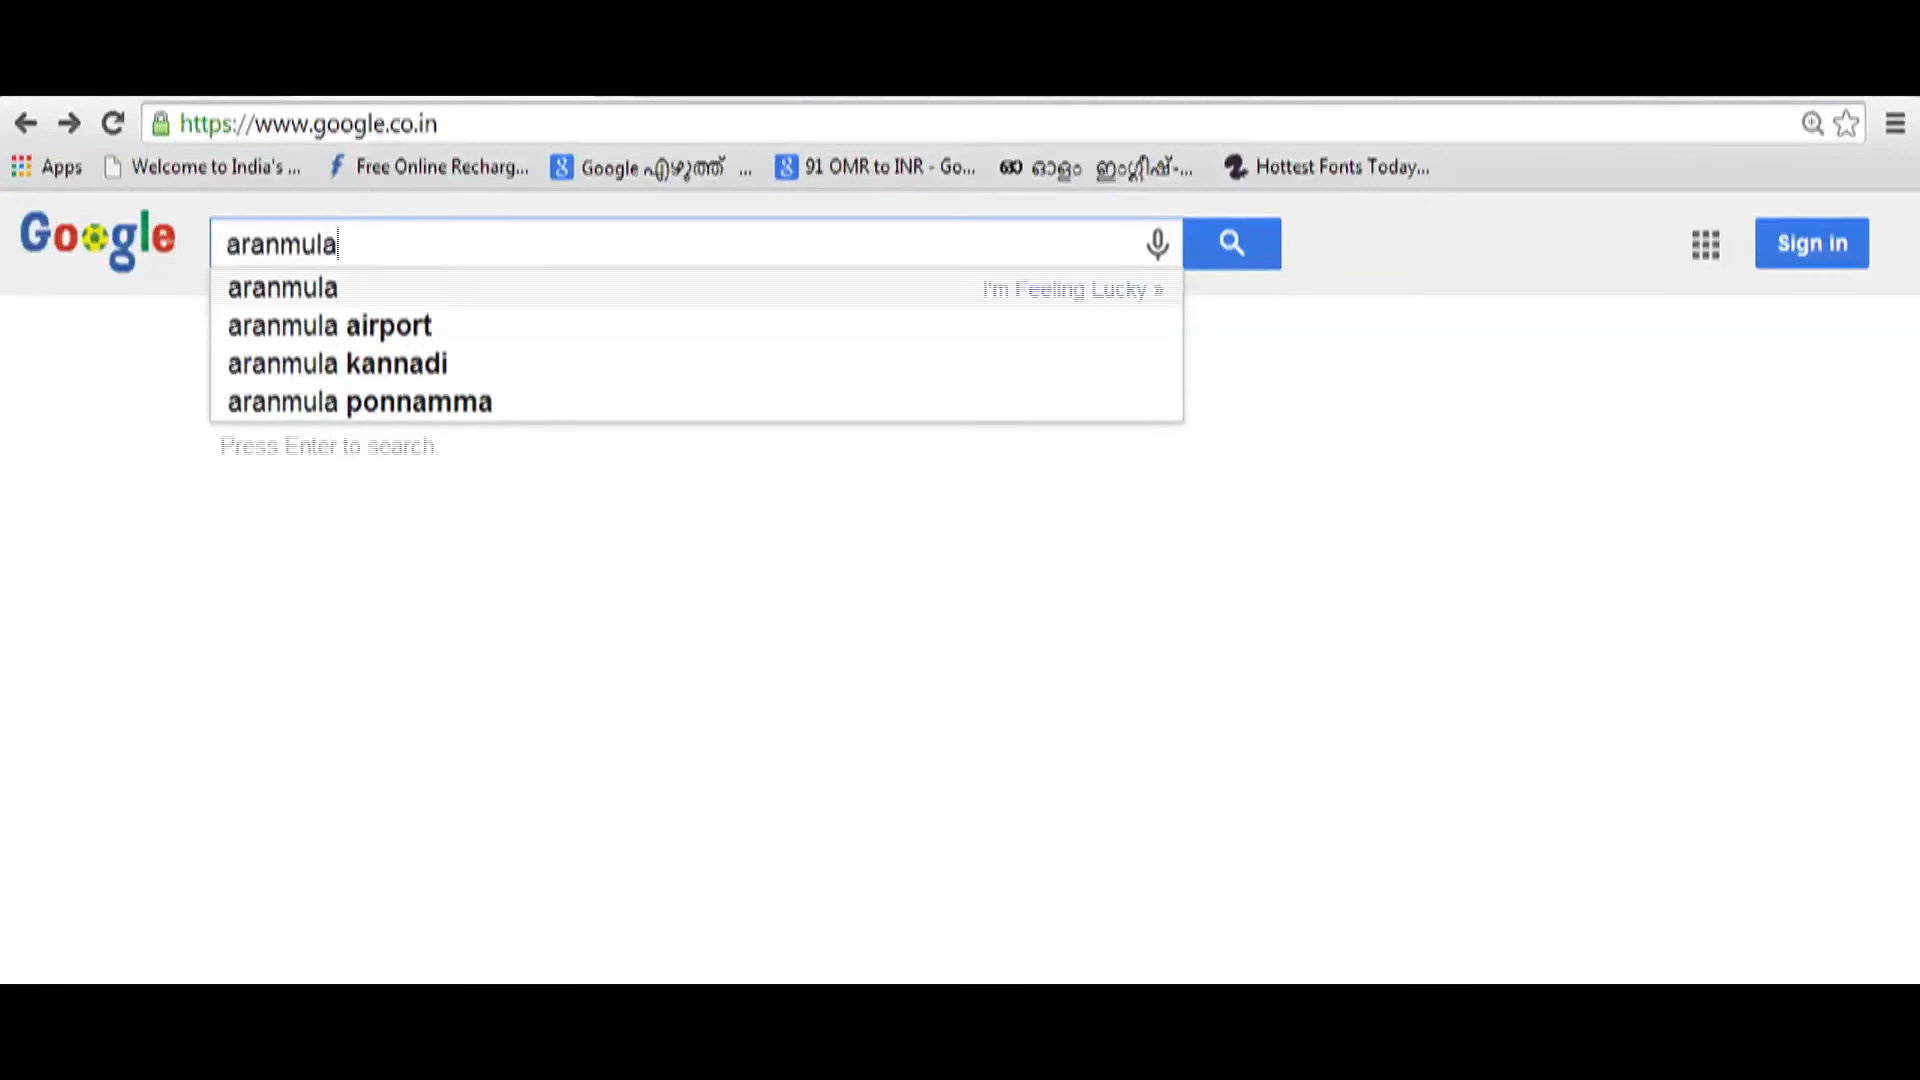 https://www.google.co.in
Apps Welcome to India's ... Free Online Recharg... Google എഴുത്ത് ... 91 OMR to INR - Go... ഓളം ഇംഗ്ലീഷ്-... Hottest Fonts Today...
Google aranmula Sign in
aranmula I'm Feeling Lucky »
aranmula airport
aranmula kannadi
aranmula ponnamma
Press Enter to search.